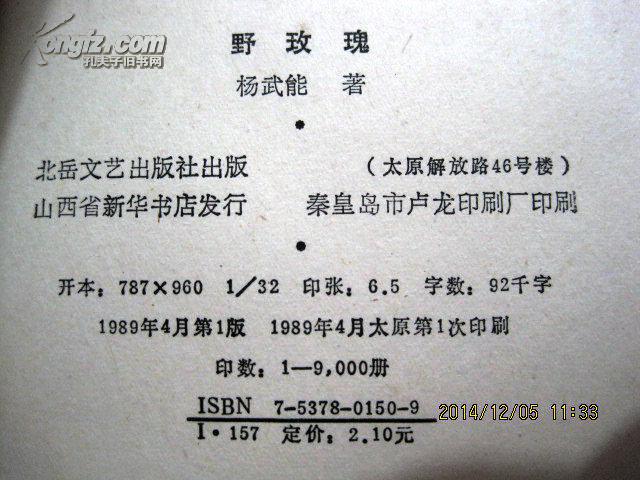 Kongfz.com
孔夫子旧书网
野玫瑰
杨武能 著
北岳文艺出版社出版 (太原解放路46号楼)
山西省新华书店发行 秦皇岛市卢龙印刷厂印刷
开本：787×960 1/32 印张：6.5 字数：92千字
1989年4月第1版 1989年4月太原第1次印刷
印数：1—9,000册
ISBN 7-5378-0150-9
I·157 定价：2.10元
2014/12/05 11:33